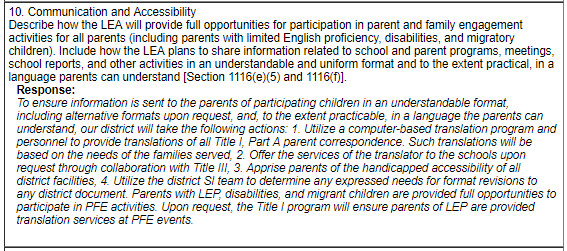 10. Communication and Accessibility
Describe how the LEA will provide full opportunities for participation in parent and family engagement
activities for all parents (including parents with limited English proficiency, disabilities, and migratory
children). Include how the LEA plans to share information related to school and parent programs, meetings,
school reports, and other activities in an understandable and uniform format and to the extent practical, in a
language parents can understand [Section 1116(e)(5) and 1116(f)].
Response:
To ensure information is sent to the parents of participating children in an understandable format,
including alternative formats upon request, and, to the extent practicable, in a language the parents can
understand, our district will take the following actions: 1. Utilize a computer-based translation program and
personnel to provide translations of all Title I, Part A parent correspondence. Such translations will be
based on the needs of the families served, 2. Offer the services of the translator to the schools upon
request through collaboration with Title III, 3. Apprise parents of the handicapped accessibility of all
district facilities, 4. Utilize the district SI team to determine any expressed needs for format revisions to
any district document. Parents with LEP, disabilities, and migrant children are provided full opportunities to
participate in PFE activities. Upon request, the Title I program will ensure parents of LEP are provided
translation services at PFE events.